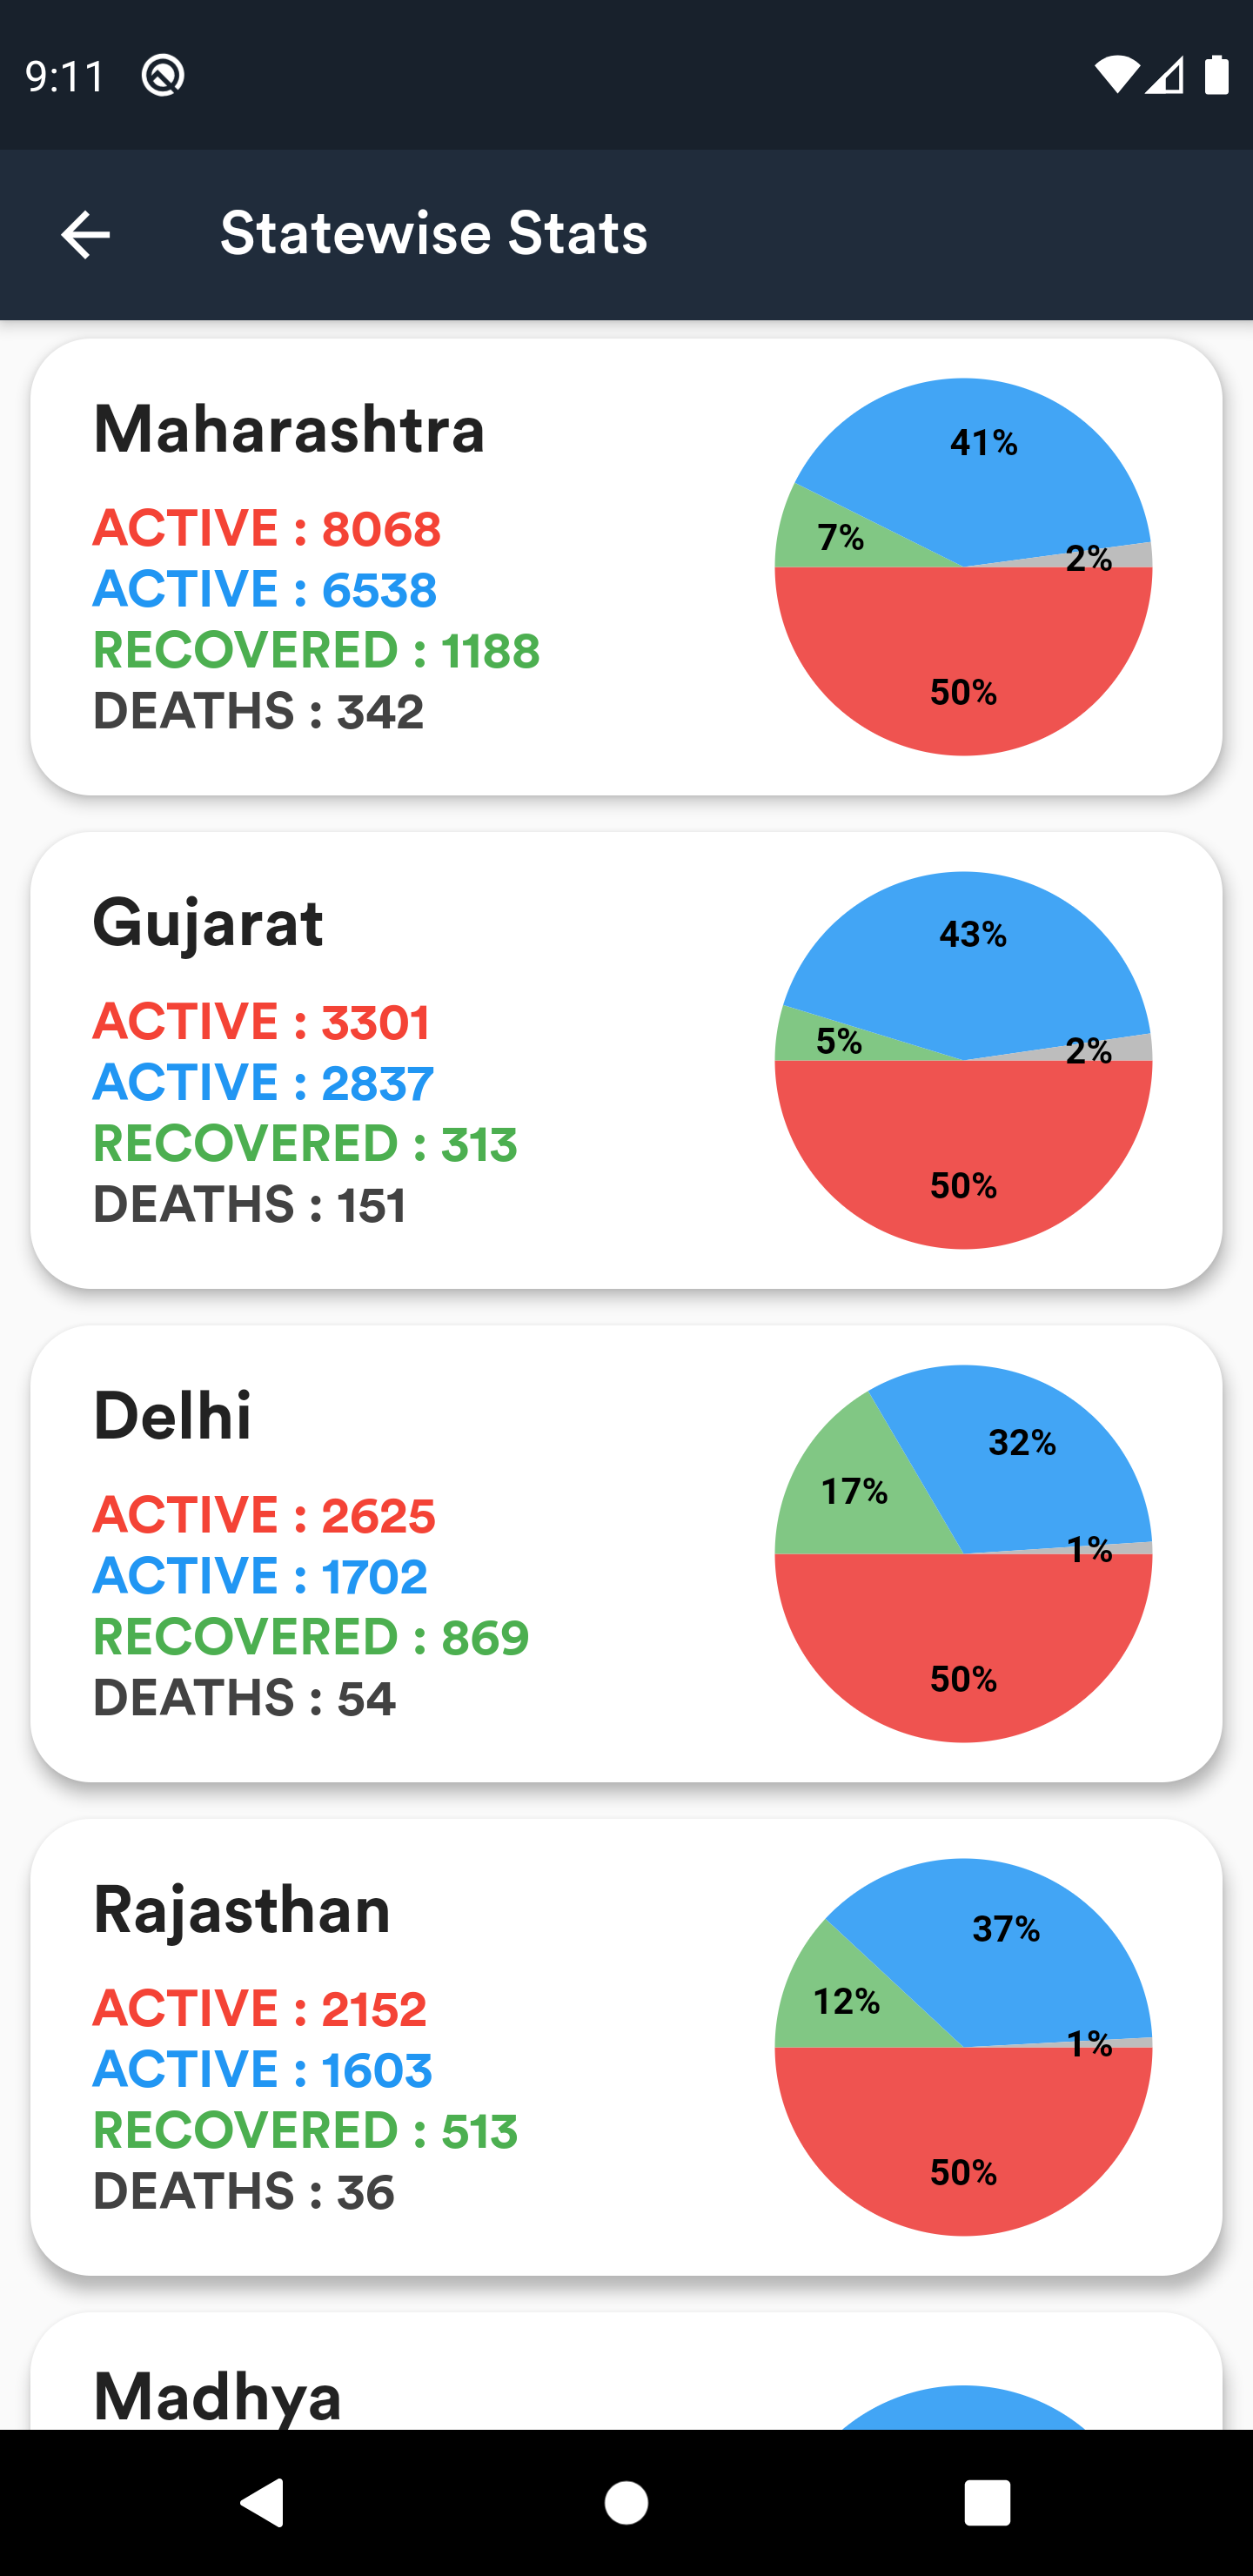 9:11
Statewise Stats
Maharashtra
ACTIVE : 8068
ACTIVE : 6538
RECOVERED : 1188
DEATHS : 342
41%
7%
2%
50%
Gujarat
ACTIVE : 3301
ACTIVE : 2837
RECOVERED : 313
DEATHS : 151
43%
5%
2%
50%
Delhi
ACTIVE : 2625
ACTIVE : 1702
RECOVERED : 869
DEATHS : 54
32%
17%
1%
50%
Rajasthan
ACTIVE : 2152
ACTIVE : 1603
RECOVERED : 513
DEATHS : 36
37%
12%
1%
50%
Madhya